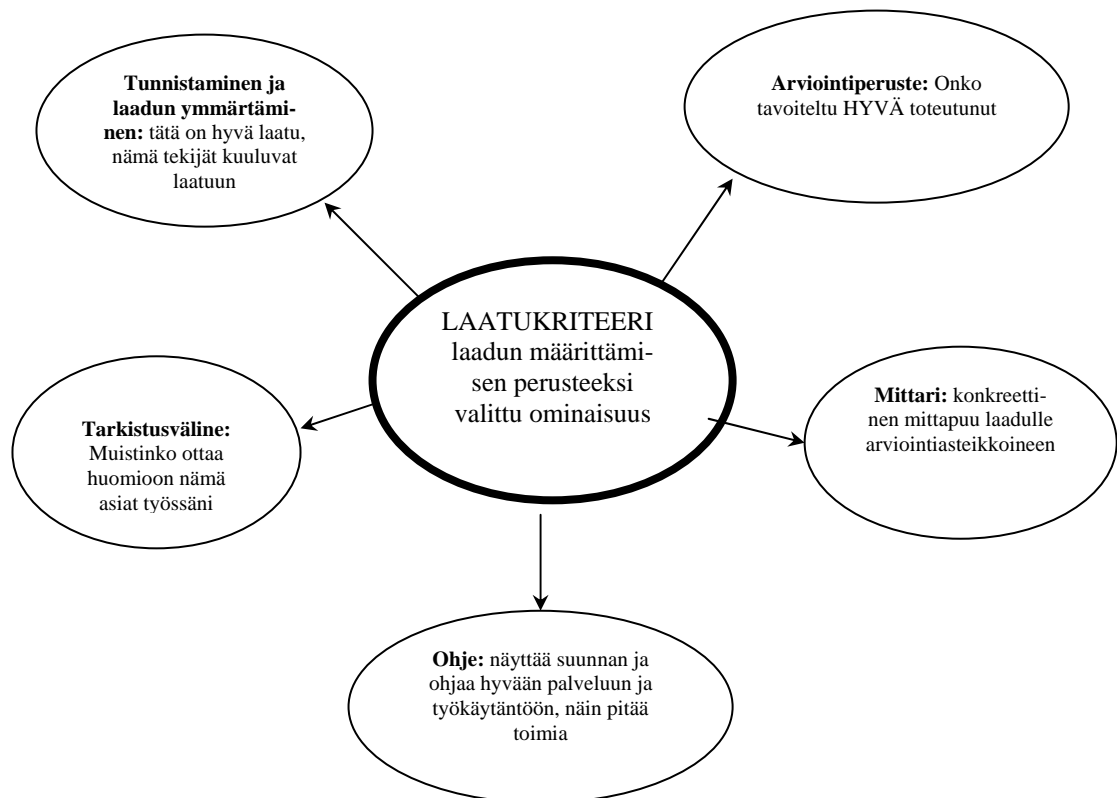 Tunnistaminen ja
laadun ymmärtämi-
nen: tätä on hyvä laatu,
nämä tekijät kuuluvat
laatuun
Arviointiperuste: Onko
tavoiteltu HYVÄ toteutunut
LAATUKRITEERI
laadun määrittämi-
sen perusteeksi
valittu ominaisuus
Tarkistusväline:
Muistinko ottaa
huomioon nämä
asiat työssäni
Mittari: konkreetti-
nen mittapuu laadulle
arviointiasteikkoineen
Ohje: näyttää suunnan ja
ohjaa hyvään palveluun ja
työkäytäntöön, näin pitää
toimia